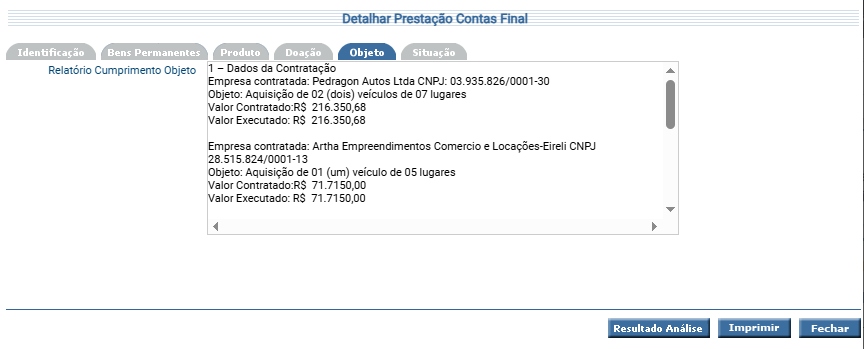 Detalhar Prestação Contas Final
Identificação Bens Permanentes Produto Doação Objeto Situação
Relatório Cumprimento Objeto
1 – Dados da Contratação
Empresa contratada: Pedragon Autos Ltda CNPJ: 03.935.826/0001-30
Objeto: Aquisição de 02 (dois) veículos de 07 lugares
Valor Contratado:R$ 216.350,68
Valor Executado: R$ 216.350,68
Empresa contratada: Artha Empreendimentos Comercio e Locações-Eireli CNPJ
28.515.824/0001-13
Objeto: Aquisição de 01 (um) veículo de 05 lugares
Valor Contratado:R$ 71.7150,00
Valor Executado: R$ 71.7150,00
Resultado Análise Imprimir Fechar